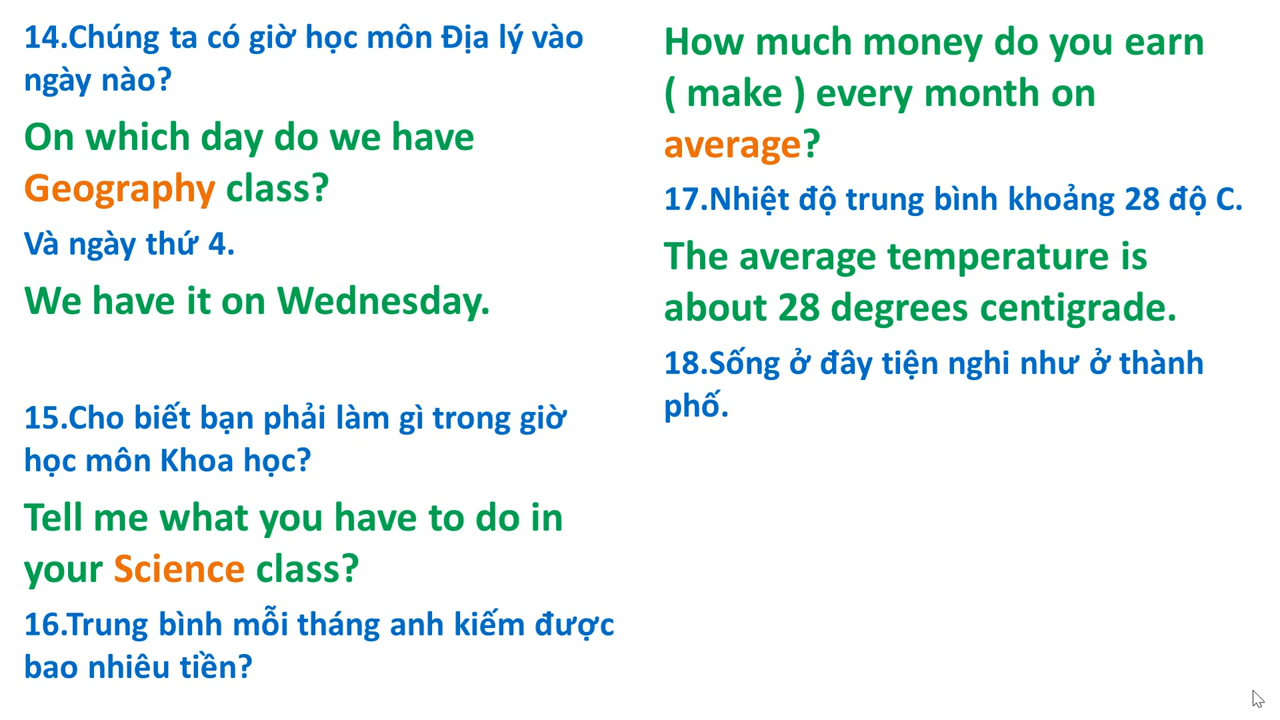 14.Chúng ta có giờ học môn Địa lý vào
ngày nào?
On which day do we have
Geography class?
Và ngày thứ 4.
We have it on Wednesday.
15.Cho biết bạn phải làm gì trong giờ
học môn Khoa học?
Tell me what you have to do in
your Science class?
16.Trung bình mỗi tháng anh kiếm được
bao nhiêu tiền?
How much money do you earn
( make ) every month on
average?
17.Nhiệt độ trung bình khoảng 28 độ C.
The average temperature is
about 28 degrees centigrade.
18.Sống ở đây tiện nghi như ở thành
phố.